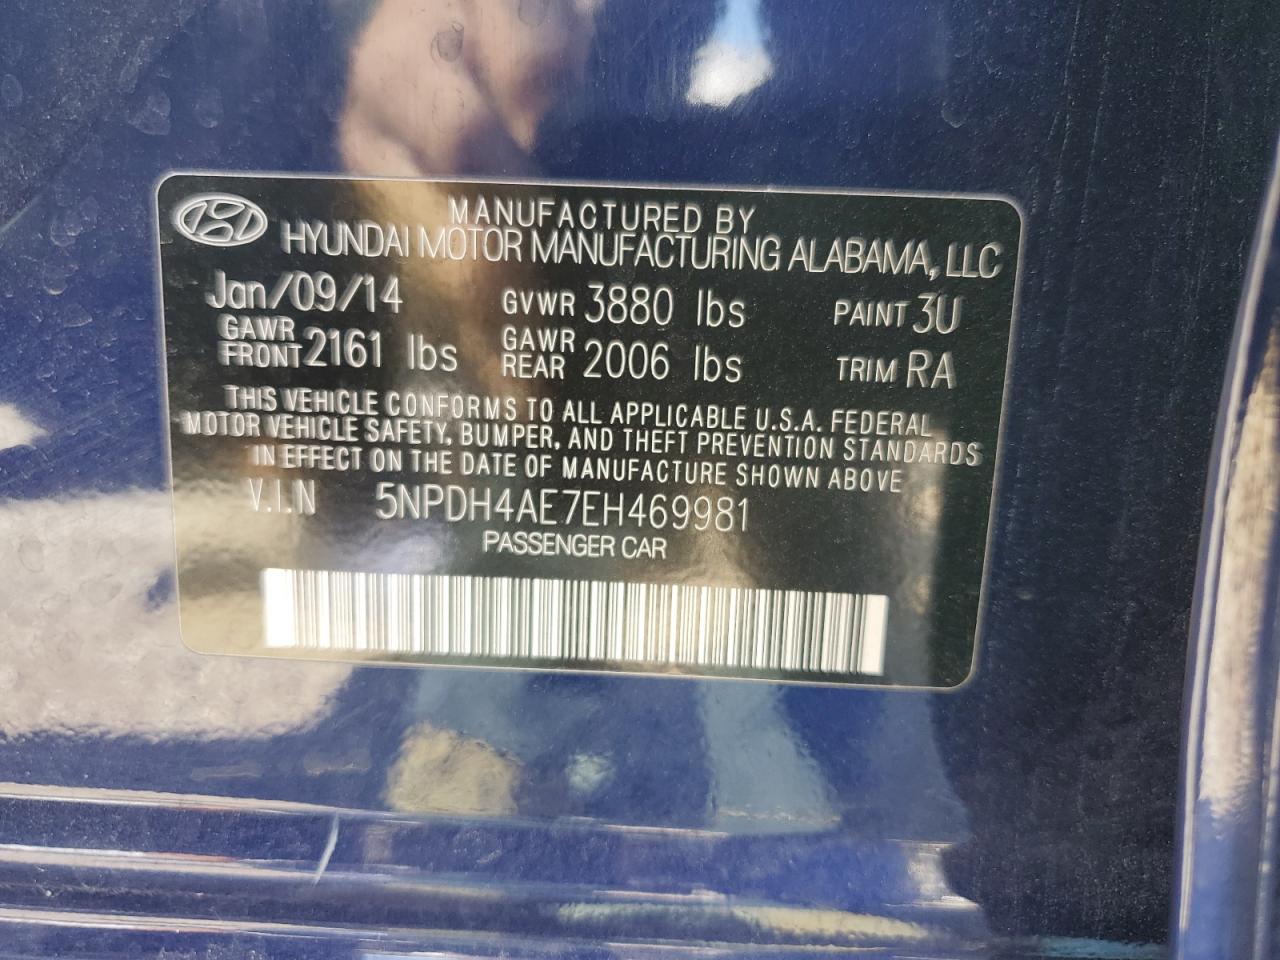 MANUFACTURED BY
HYUNDAI MOTOR MANUFACTURING ALABAMA, LLC
Jan/09/14 GVWR 3880 lbs PAINT 3U
GAWR FRONT 2161 lbs GAWR REAR 2006 lbs TRIM RA
THIS VEHICLE CONFORMS TO ALL APPLICABLE U.S.A. FEDERAL
MOTOR VEHICLE SAFETY, BUMPER, AND THEFT PREVENTION STANDARDS
IN EFFECT ON THE DATE OF MANUFACTURE SHOWN ABOVE
V.I.N 5NPDH4AE7EH469981
PASSENGER CAR